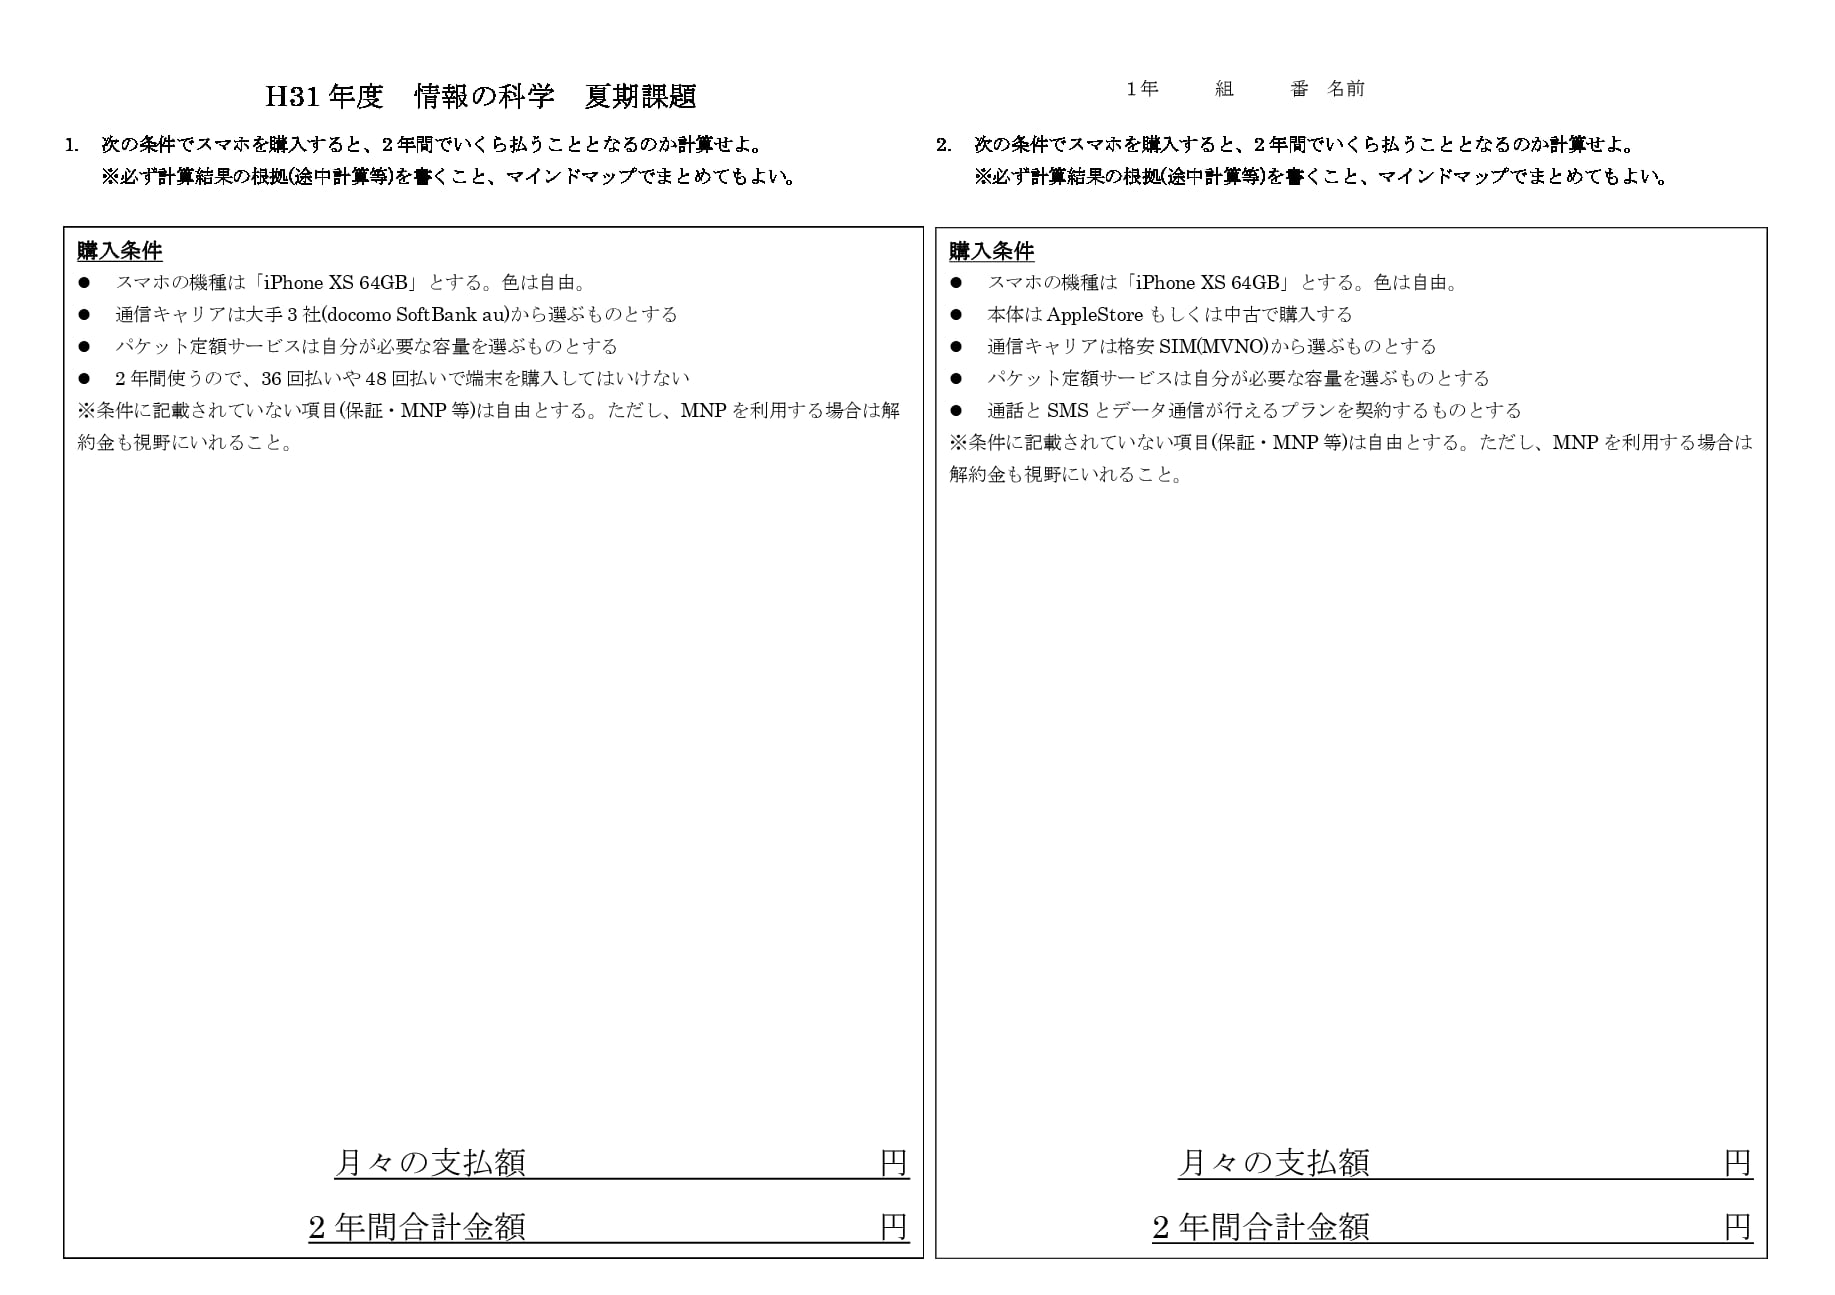 H31 年度　情報の科学　夏期課題
1年　　　組　　　番　名前
1.　次の条件でスマホを購入すると、2 年間でいくら払うこととなるのか計算せよ。
※必ず計算結果の根拠(途中計算等)を書くこと、マインドマップでまとめてもよい。
購入条件
●　スマホの機種は「iPhone XS 64GB」とする。色は自由。
●　通信キャリアは大手 3 社(docomo SoftBank au)から選ぶものとする
●　パケット定額サービスは自分が必要な容量を選ぶものとする
●　2 年間使うので、36 回払いや 48 回払いで端末を購入してはいけない
※条件に記載されていない項目(保証・MNP 等)は自由とする。ただし、MNP を利用する場合は解
約金も視野にいれること。
月々の支払額　　　　　　　　　　　円
2 年間合計金額　　　　　　　　　　　円
2.　次の条件でスマホを購入すると、2 年間でいくら払うこととなるのか計算せよ。
※必ず計算結果の根拠(途中計算等)を書くこと、マインドマップでまとめてもよい。
購入条件
●　スマホの機種は「iPhone XS 64GB」とする。色は自由。
●　本体は AppleStore もしくは中古で購入する
●　通信キャリアは格安 SIM(MVNO)から選ぶものとする
●　パケット定額サービスは自分が必要な容量を選ぶものとする
●　通話と SMS とデータ通信が行えるプランを契約するものとする
※条件に記載されていない項目(保証・MNP 等)は自由とする。ただし、MNP を利用する場合は
解約金も視野にいれること。
月々の支払額　　　　　　　　　　　円
2 年間合計金額　　　　　　　　　　　円